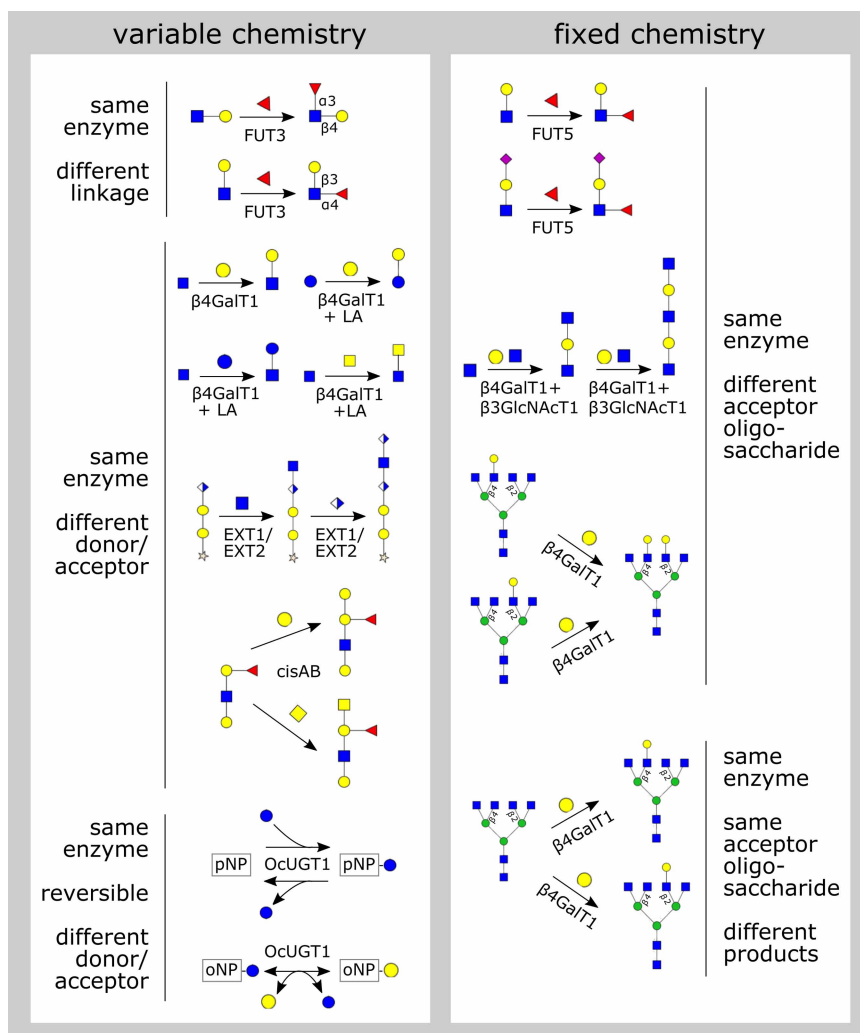 variable chemistry
same
enzyme
different
linkage
α3
FUT3
β4
β3
FUT3
α4
same
enzyme
different
donor/
acceptor
β4GalT1
β4GalT1
+ LA
β4GalT1
+ LA
β4GalT1
+LA
EXT1/
EXT2
EXT1/
EXT2
cisAB
same
enzyme
reversible
different
donor/
acceptor
pNP
OcUGT1
pNP
OcUGT1
oNP
oNP
fixed chemistry
FUT5
FUT5
β4GalT1+
β3GlcNAcT1
β4GalT1+
β3GlcNAcT1
β4
β2
β4GalT1
β4
β2
β4
β2
β4GalT1
same
enzyme
different
acceptor
oligo-
saccharide
β4
β2
β4GalT1
β4
β2
β4GalT1
β4
β2
same
enzyme
same
acceptor
oligo-
saccharide
different
products